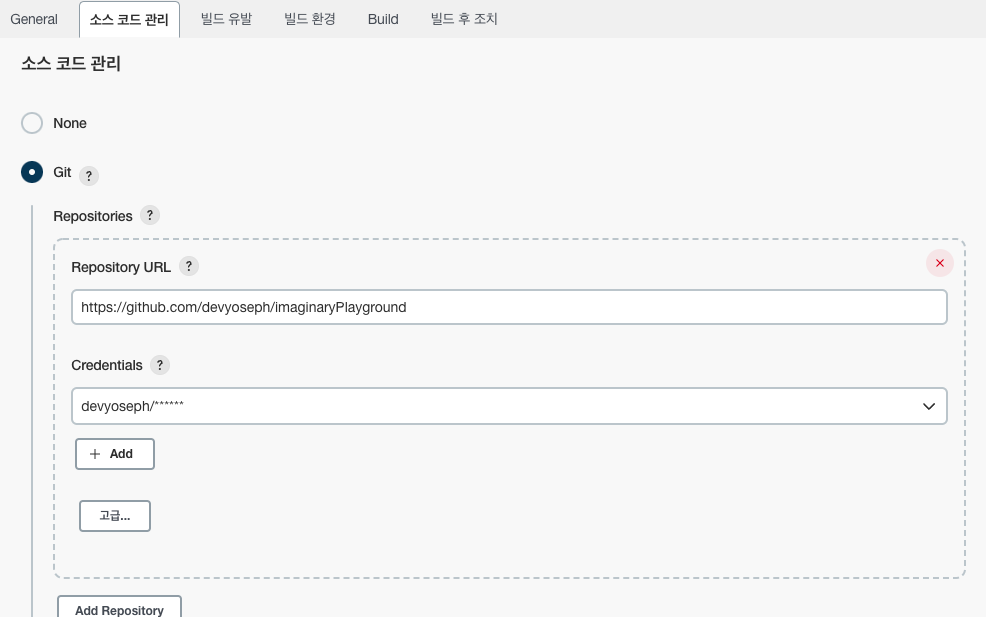 General 소스 코드 관리 빌드 유발 빌드 환경 Build 빌드 후 조치
소스 코드 관리
None
Git ?
Repositories ?
Repository URL ?
https://github.com/devyoseph/imaginaryPlayground
Credentials ?
devyoseph/******
+ Add
고급...
Add Repository